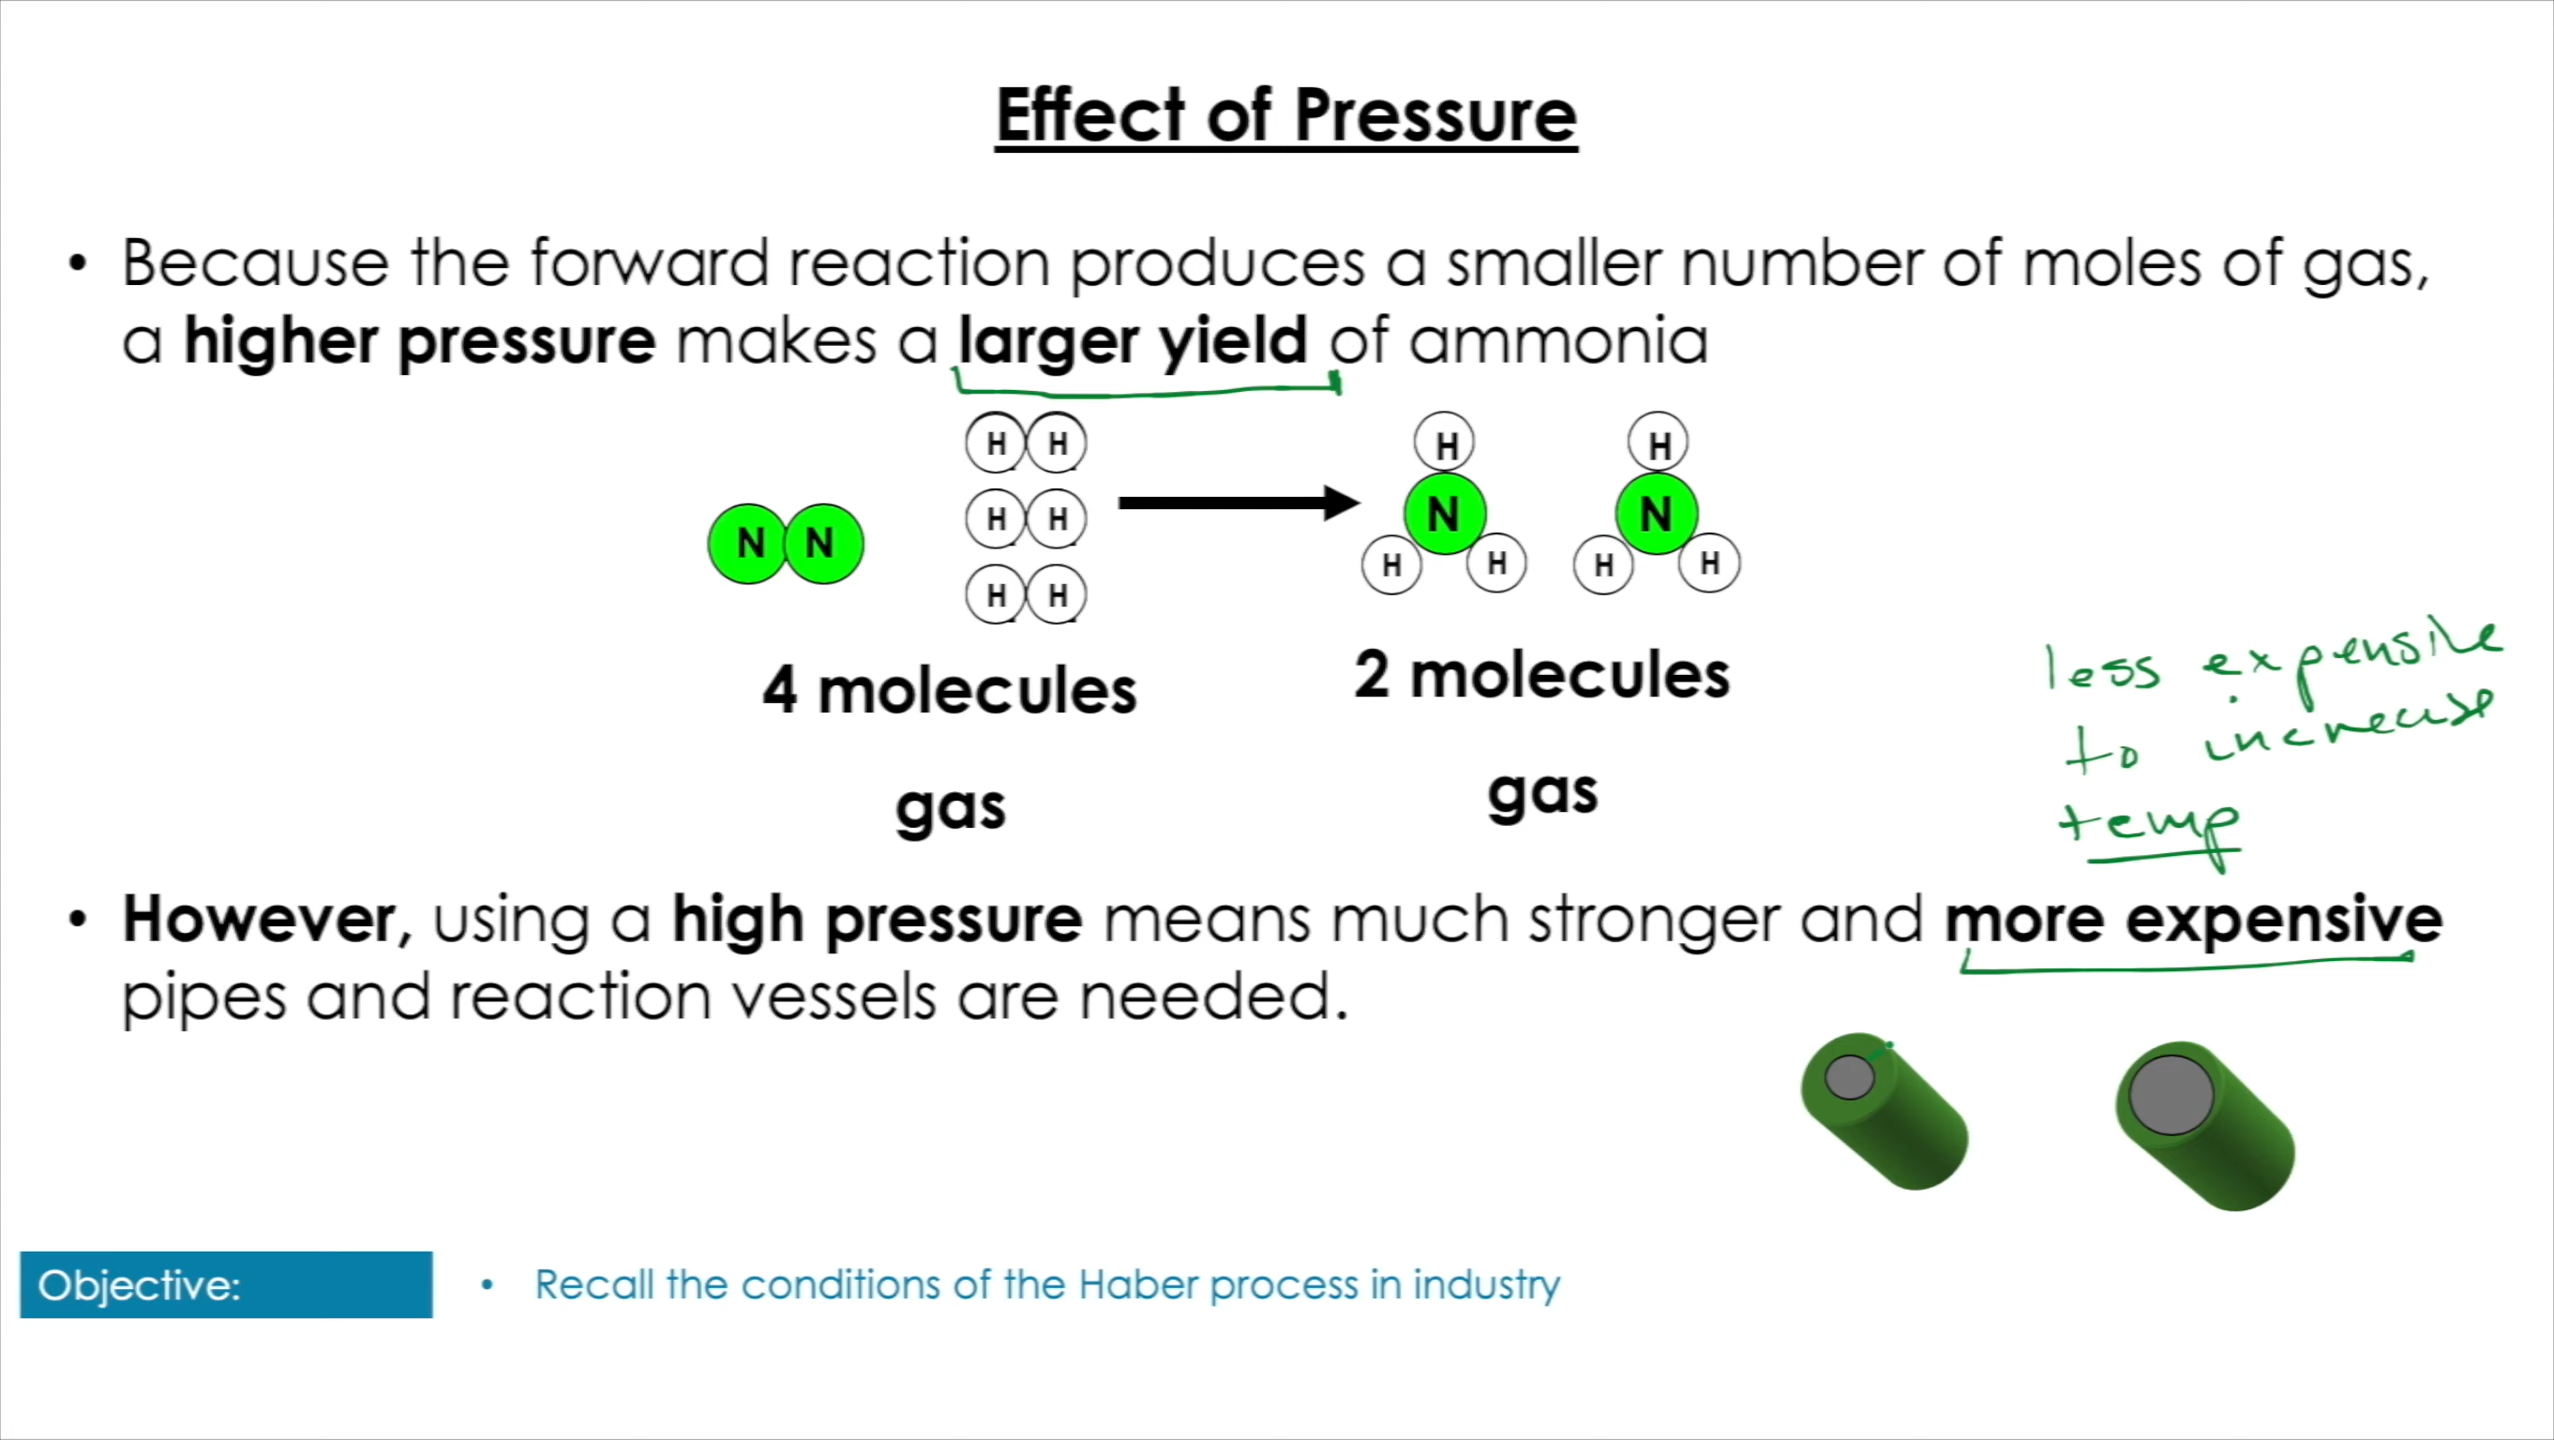 Effect of Pressure
• Because the forward reaction produces a smaller number of moles of gas,
a higher pressure makes a larger yield of ammonia
H H H H
H H N N
N N H H H H
H H
4 molecules 2 molecules
gas gas
less expensive
to increase
temp
• However, using a high pressure means much stronger and more expensive
pipes and reaction vessels are needed.
Objective: • Recall the conditions of the Haber process in industry